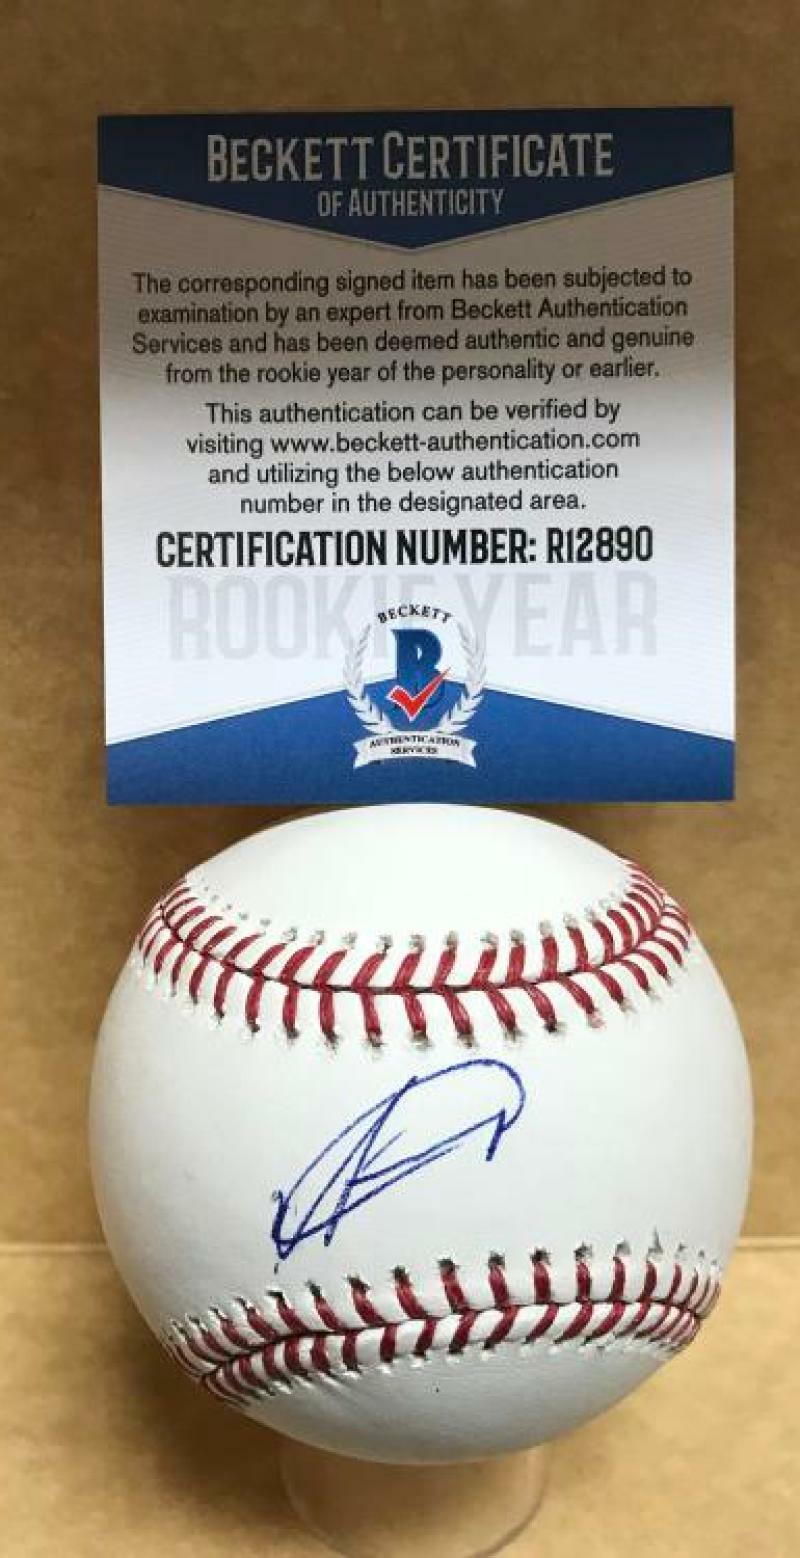 BECKETT CERTIFICATE
OF AUTHENTICITY
The corresponding signed item has been subjected to
examination by an expert from Beckett Authentication
Services and has been deemed authentic and genuine
from the rookie year of the personality or earlier.
This authentication can be verified by
visiting www.beckett-authentication.com
and utilizing the below authentication
number in the designated area.
CERTIFICATION NUMBER: R12890
ROOKIE YEAR
BECKETT
B
AUTHENTICATION
SERVICES